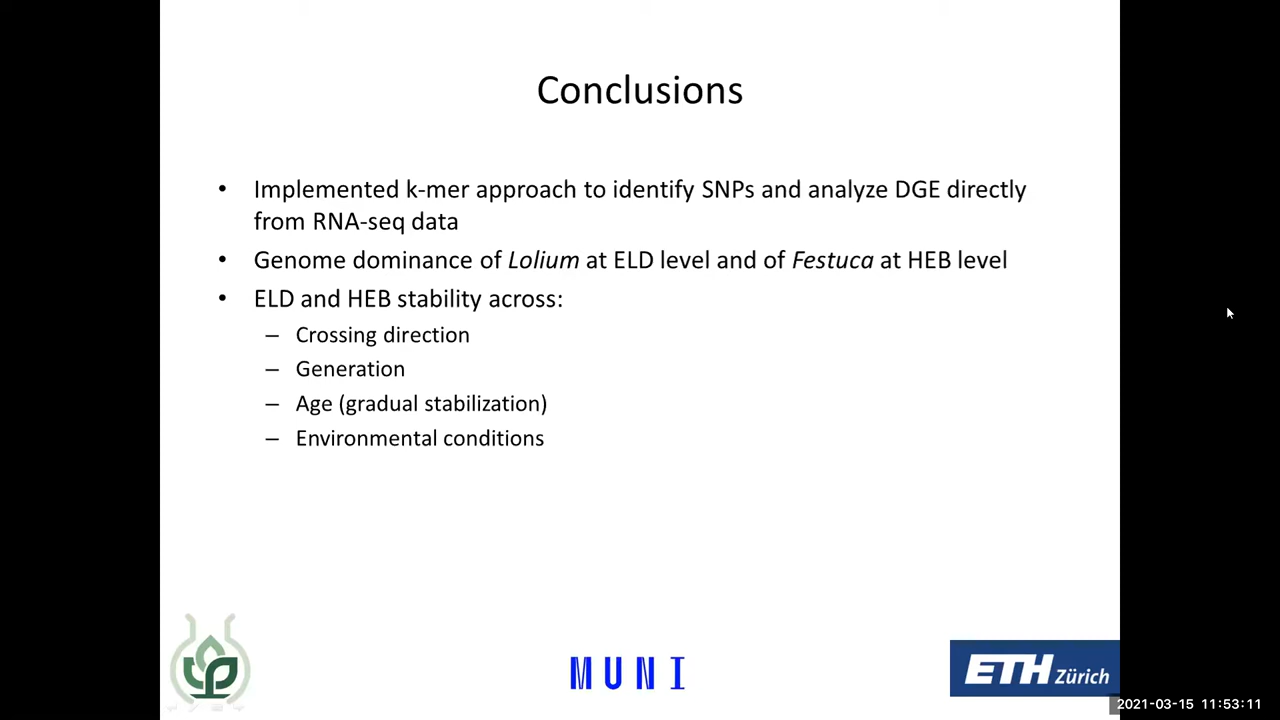 Conclusions
• Implemented k-mer approach to identify SNPs and analyze DGE directly
from RNA-seq data
• Genome dominance of Lolium at ELD level and of Festuca at HEB level
• ELD and HEB stability across:
– Crossing direction
– Generation
– Age (gradual stabilization)
– Environmental conditions
MUNI
ETH Zürich
2021-03-15 11:53:11